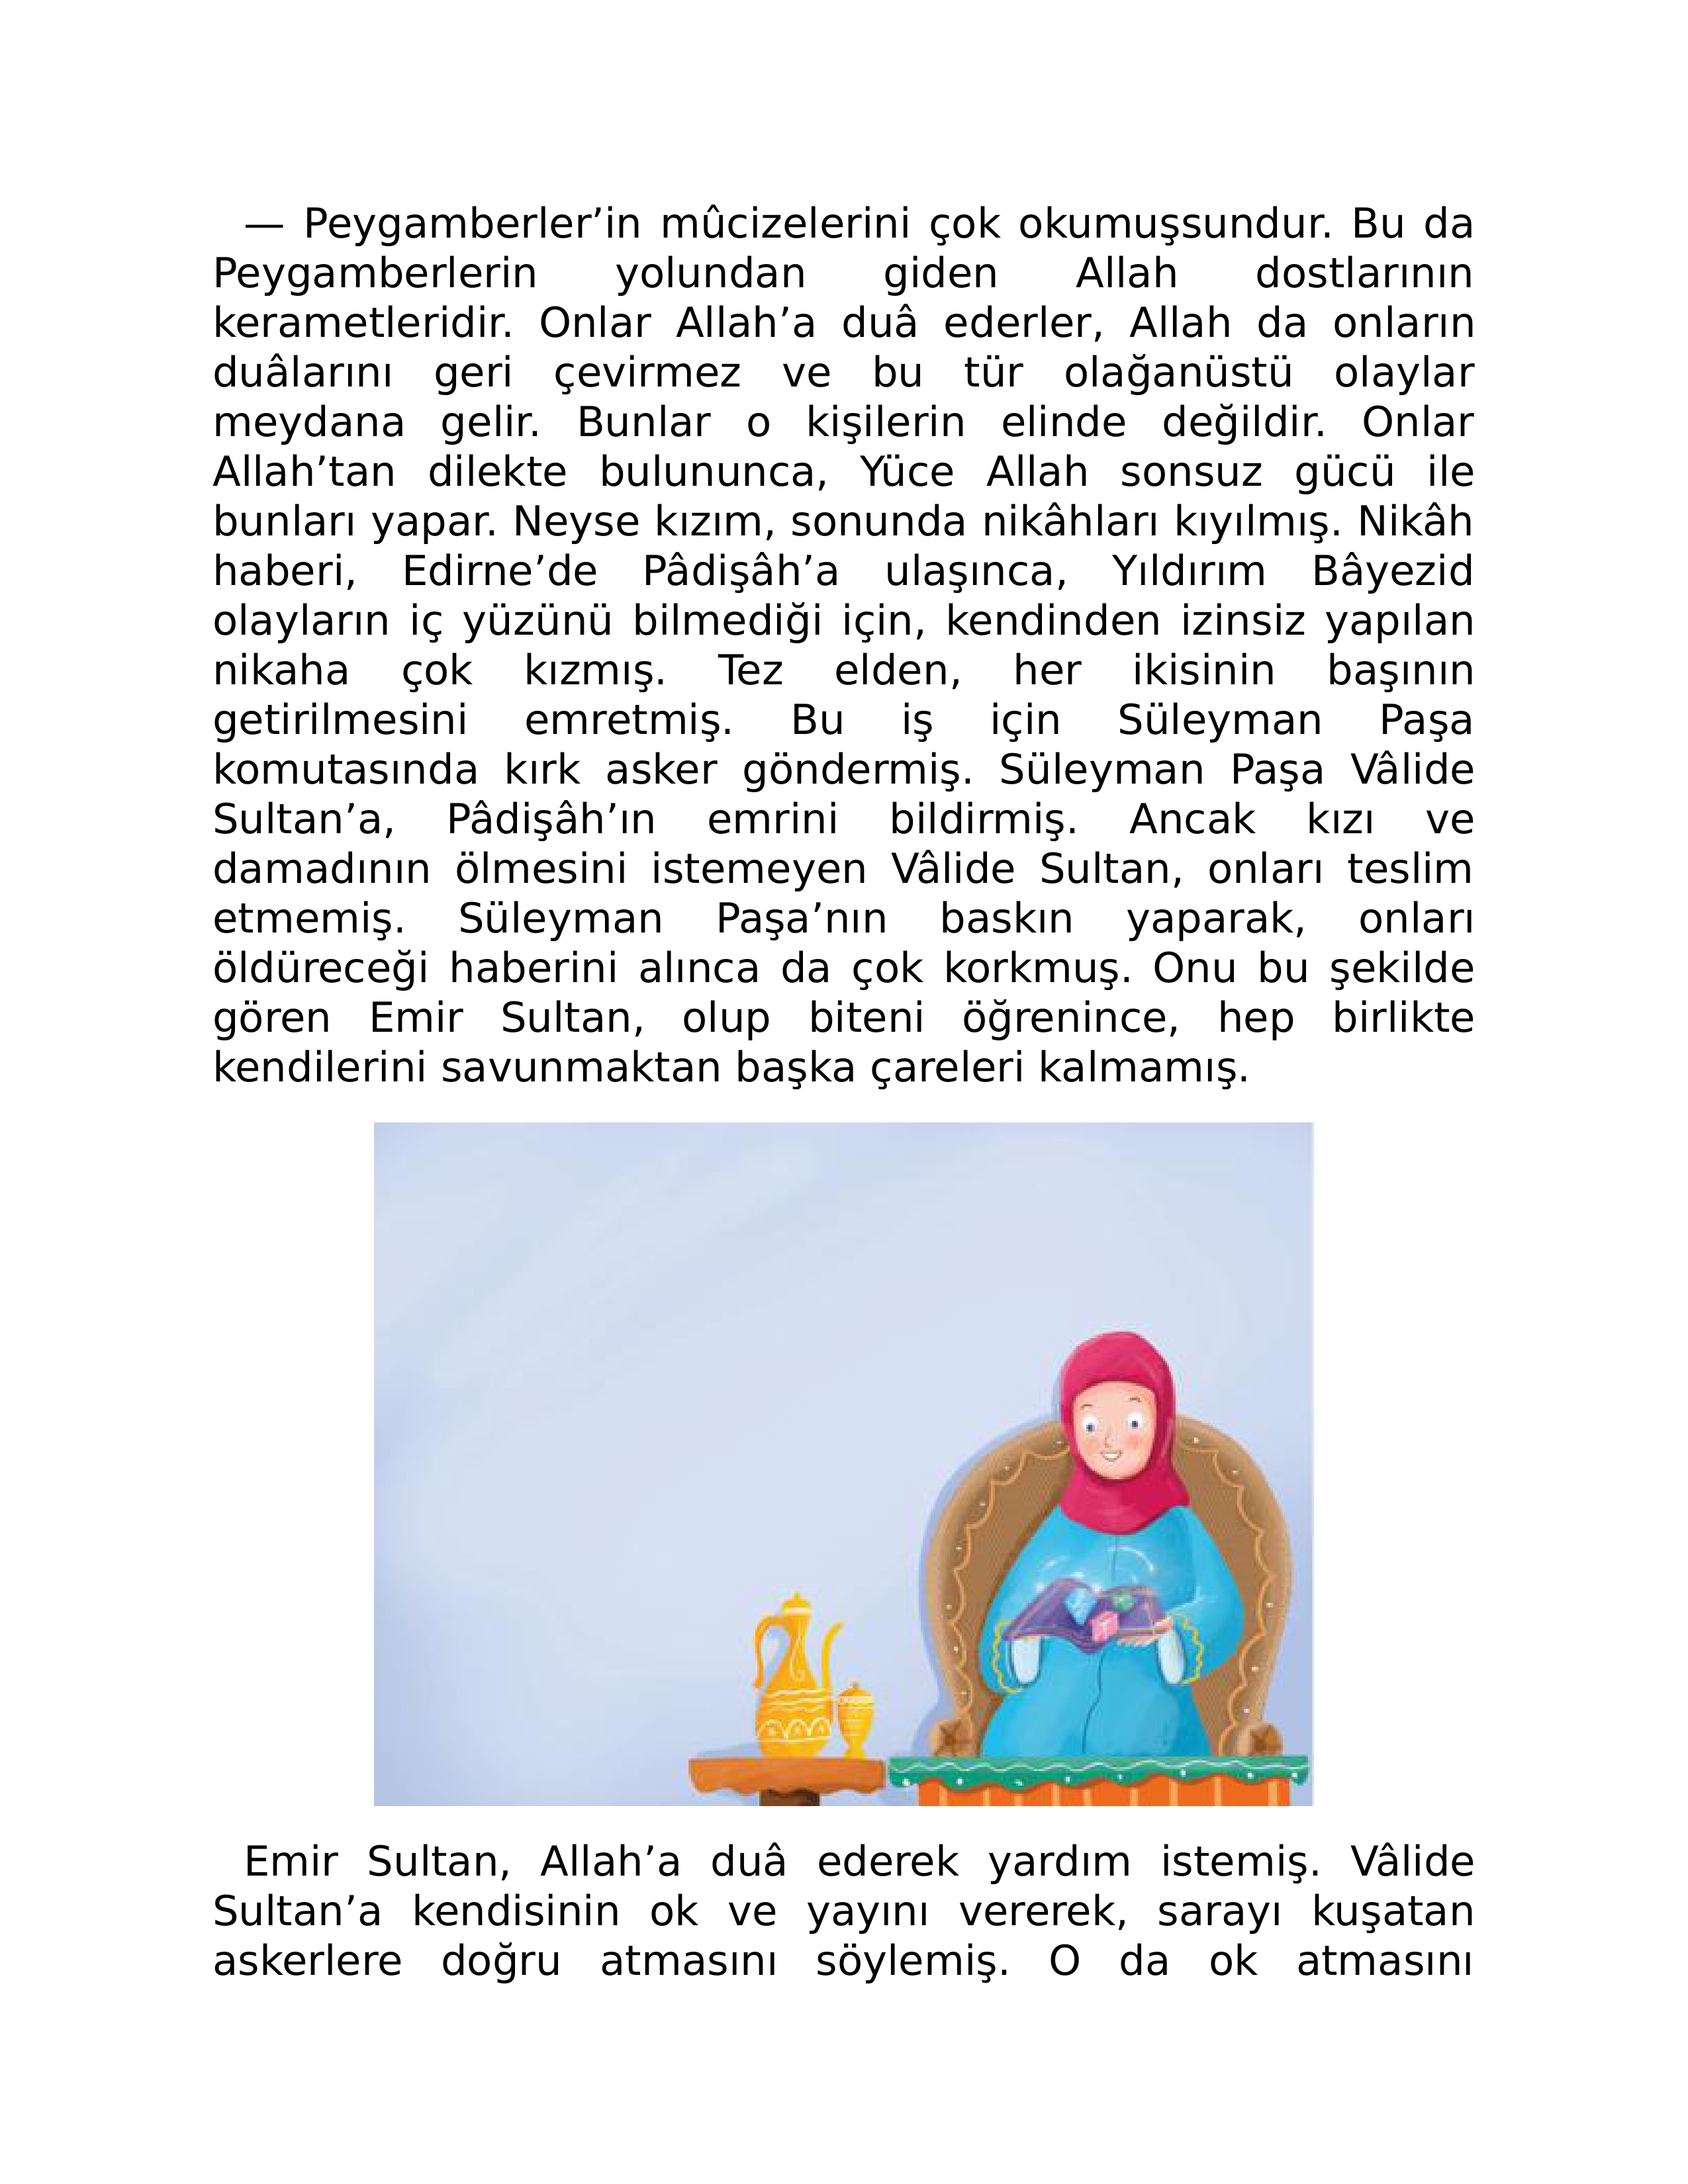 — Peygamberler’in mûcizelerini çok okumuşsundur. Bu da
Peygamberlerin yolundan giden Allah dostlarının
kerametleridir. Onlar Allah’a duâ ederler, Allah da onların
duâlarını geri çevirmez ve bu tür olağanüstü olaylar
meydana gelir. Bunlar o kişilerin elinde değildir. Onlar
Allah’tan dilekte bulununca, Yüce Allah sonsuz gücü ile
bunları yapar. Neyse kızım, sonunda nikâhları kıyılmış. Nikâh
haberi, Edirne’de Pâdişâh’a ulaşınca, Yıldırım Bâyezid
olayların iç yüzünü bilmediği için, kendinden izinsiz yapılan
nikaha çok kızmış. Tez elden, her ikisinin başının
getirilmesini emretmiş. Bu iş için Süleyman Paşa
komutasında kırk asker göndermiş. Süleyman Paşa Vâlide
Sultan’a, Pâdişâh’ın emrini bildirmiş. Ancak kızı ve
damadının ölmesini istemeyen Vâlide Sultan, onları teslim
etmemiş. Süleyman Paşa’nın baskın yaparak, onları
öldüreceği haberini alınca da çok korkmuş. Onu bu şekilde
gören Emir Sultan, olup biteni öğrenince, hep birlikte
kendilerini savunmaktan başka çareleri kalmamış.
Emir Sultan, Allah’a duâ ederek yardım istemiş. Vâlide
Sultan’a kendisinin ok ve yayını vererek, sarayı kuşatan
askerlere doğru atmasını söylemiş. O da ok atmasını